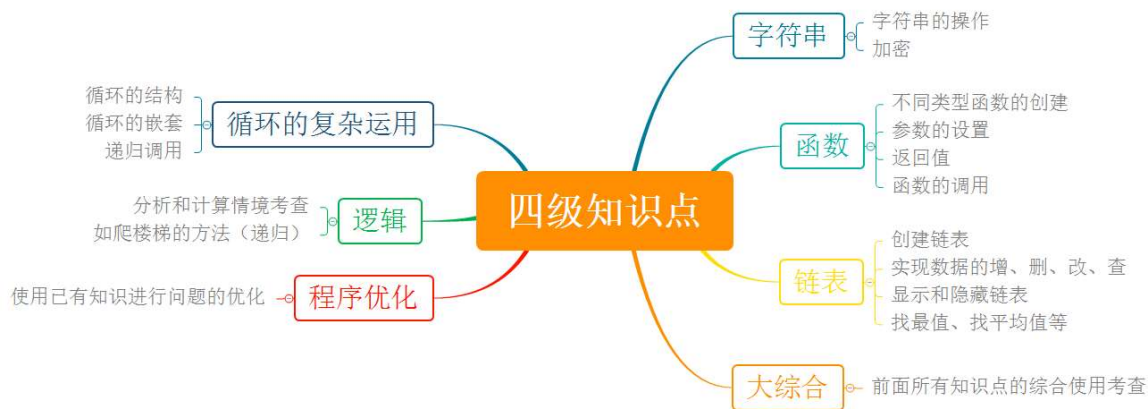 四级知识点
字符串
字符串的操作
加密
函数
不同类型函数的创建
参数的设置
返回值
函数的调用
链表
创建链表
实现数据的增、删、改、查
显示和隐藏链表
找最值、找平均值等
大综合
前面所有知识点的综合使用考查
循环的复杂运用
循环的结构
循环的嵌套
递归调用
逻辑
分析和计算情境考查
如爬楼梯的方法（递归）
程序优化
使用已有知识进行问题的优化